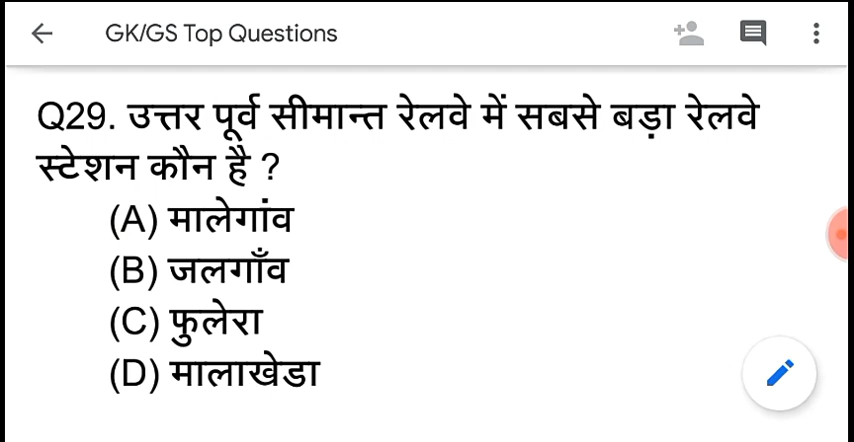 GK/GS Top Questions
Q29. उत्तर पूर्व सीमान्त रेलवे में सबसे बड़ा रेलवे
स्टेशन कौन है ?
(A) मालेगांव
(B) जलगाँव
(C) फुलेरा
(D) मालाखेडा